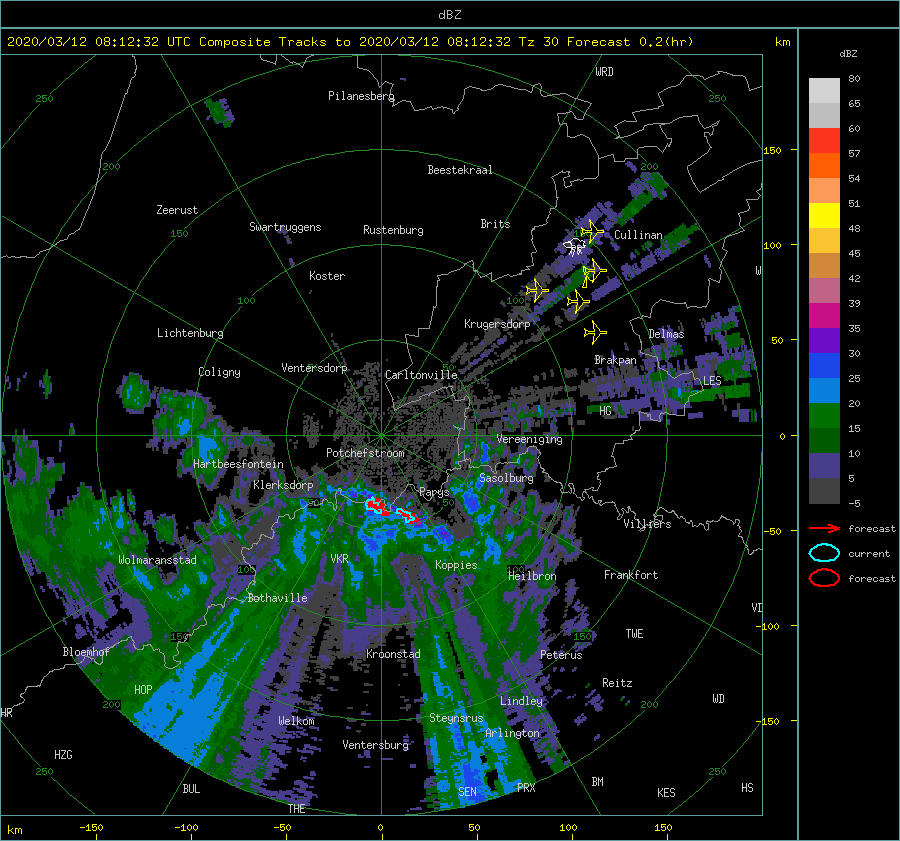 dBZ
2020/03/12 08:12:32 UTC Composite Tracks to 2020/03/12 08:12:32 Tz 30 Forecast 0.2(hr)
km
dBZ
WRD
80
250
Pilanesberg
250
65
60
150
57
200
Beestekraal
200
54
Zeerust
51
Swartruggens
Rustenburg
Brits
150
Cullinan
48
100
45
Koster
W
42
100
100
39
Krugersdorp
35
Lichtenburg
Delmas
50
30
Coligny
Ventersdorp
Carltonville
Brakpan
LES
25
20
HG
15
Vereeniging
0
Potchefstroom
10
Hartbeesfontein
Sasolburg
5
Klerksdorp
Parys
50
50
-5
Villiers
forecast
-50
VKR
current
Wolmaransstad
Koppies
100
100
Heilbron
Frankfort
forecast
Bothaville
VD
-100
150
150
TWE
Bloemhof
Kroonstad
Peterus
HOP
Reitz
WD
HR
200
Lindley
200
Welkom
Steynsrus
-150
Arlington
HZG
Ventersburg
250
250
BUL
SEN
PRX
BM
KES
HS
THE
km
-150
-100
-50
0
50
100
150